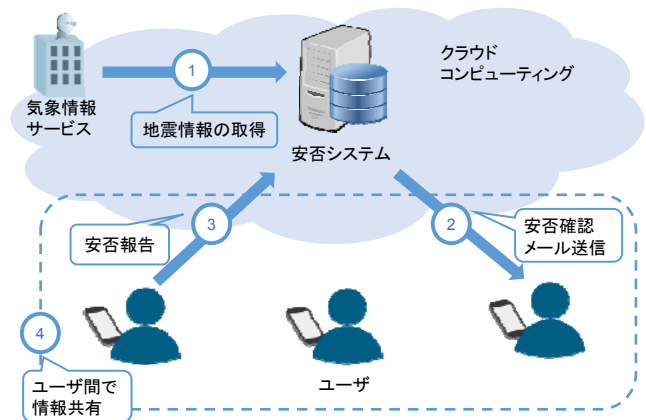 クラウド
コンピューティング
1
気象情報
サービス
地震情報の取得
安否システム
3
2
安否報告
安否確認
メール送信
4
ユーザ
ユーザ間で
情報共有